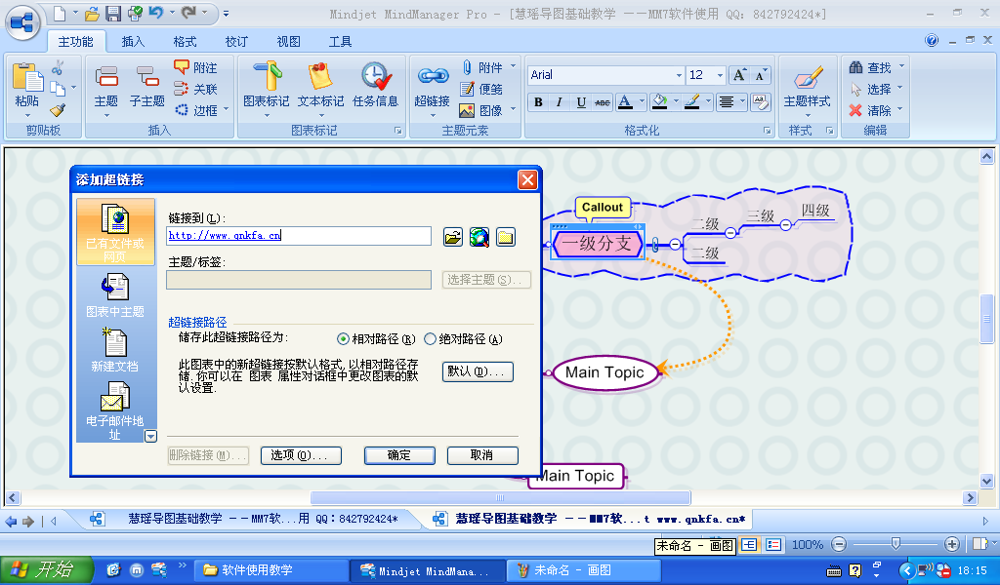 Mindjet MindManager Pro - [慧瑶导图基础教学 －－MM7软件使用 QQ：842792424*]
主功能 插入 格式 校订 视图 工具
粘贴
剪贴板
主题 子主题 附注 关联 边框
插入
图表标记 文本标记 任务信息
图表标记
超链接 附件 便笺 图像
主题元素
Arial 12
B I U ABC A
格式化
主题样式
样式
查找 选择 清除
编辑
添加超链接
已有文件或网页
图表中主题
新建文档
电子邮件地址
链接到(L):
http://www.qnkfa.cn
主题/标签:
选择主题(S)...
超链接路径
储存此超链接路径为:
相对路径(R) 绝对路径(A)
此图表中的新超链接按默认格式, 以相对路径存
储. 你可以在 图表 属性对话框中更改图表的默
认设置.
默认(D)...
删除链接(M)... 选项(O)... 确定 取消
Callout
一级分支
二级
三级
四级
二级
Main Topic
Main Topic
慧瑶导图基础教学 －－MM7软...用 QQ：842792424*
慧瑶导图基础教学 －－MM7软...t www.qnkfa.cn*
未命名 - 画图
100%
开始
软件使用教学
Mindjet MindMana...
未命名 - 画图
18:15